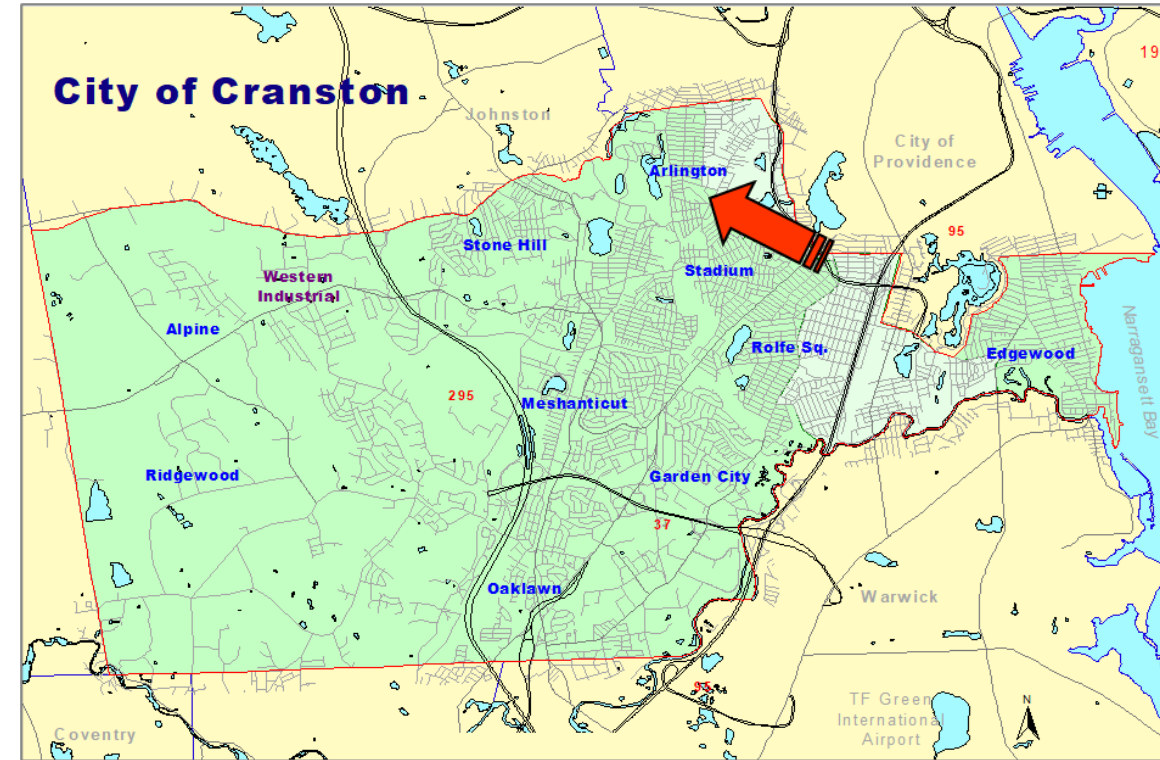 City of Cranston
19
Johnston
City of
Providence
Arlington
95
Stone Hill
Stadium
Western
Industrial
Alpine
Rolfe Sq.
Edgewood
Narragansett Bay
295
Meshanticut
Ridgewood
Garden City
37
Oaklawn
Warwick
95
TF Green
International
Airport
N
Coventry